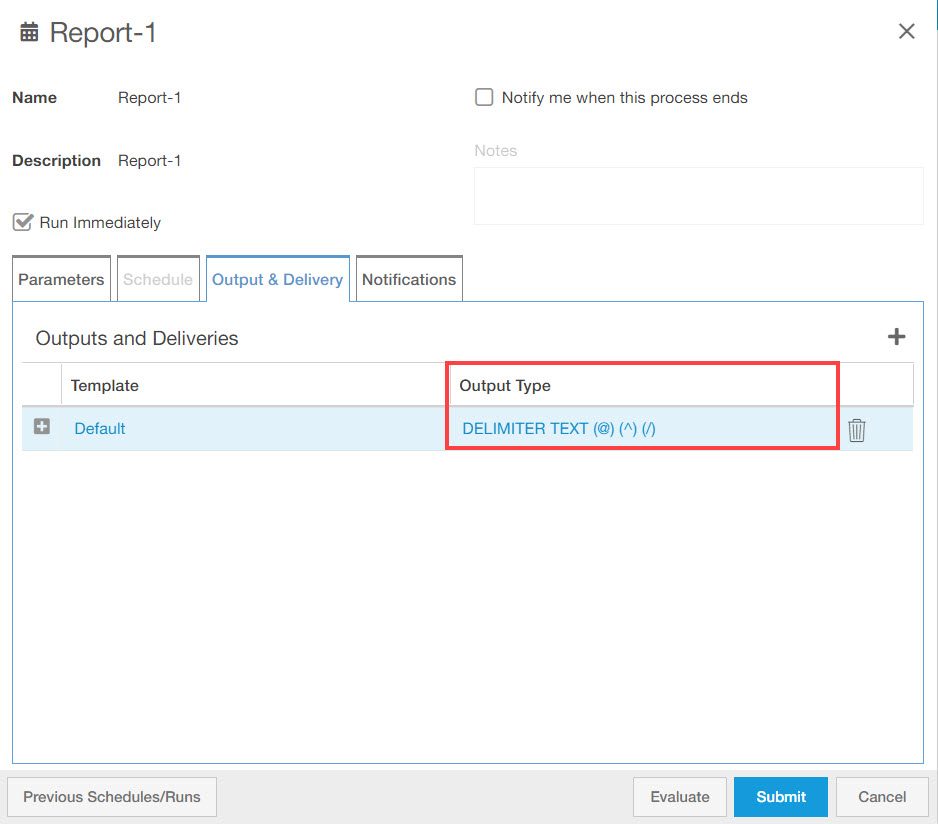 Report-1
Name Report-1
Notify me when this process ends
Description Report-1
Notes
Run Immediately
Parameters Schedule Output & Delivery Notifications
Outputs and Deliveries
Template Output Type
Default DELIMITER TEXT (@) (^) (/)
Previous Schedules/Runs Evaluate Submit Cancel